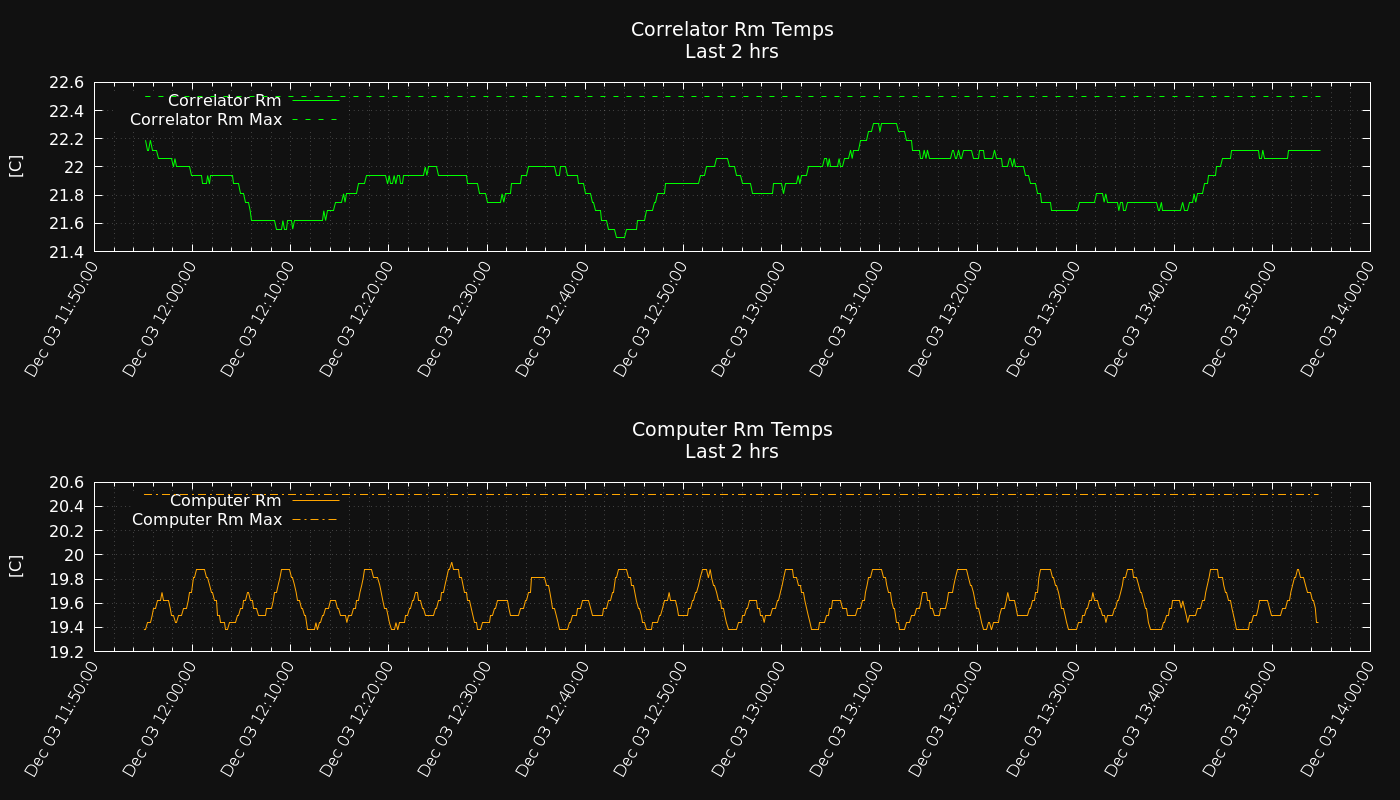 Correlator Rm Temps
Last 2 hrs
[C]
22.6
22.4
22.2
22
21.8
21.6
21.4
Correlator Rm
Correlator Rm Max
Dec 03 11:50:00
Dec 03 12:00:00
Dec 03 12:10:00
Dec 03 12:20:00
Dec 03 12:30:00
Dec 03 12:40:00
Dec 03 12:50:00
Dec 03 13:00:00
Dec 03 13:10:00
Dec 03 13:20:00
Dec 03 13:30:00
Dec 03 13:40:00
Dec 03 13:50:00
Dec 03 14:00:00
Computer Rm Temps
Last 2 hrs
[C]
20.6
20.4
20.2
20
19.8
19.6
19.4
19.2
Computer Rm
Computer Rm Max
Dec 03 11:50:00
Dec 03 12:00:00
Dec 03 12:10:00
Dec 03 12:20:00
Dec 03 12:30:00
Dec 03 12:40:00
Dec 03 12:50:00
Dec 03 13:00:00
Dec 03 13:10:00
Dec 03 13:20:00
Dec 03 13:30:00
Dec 03 13:40:00
Dec 03 13:50:00
Dec 03 14:00:00